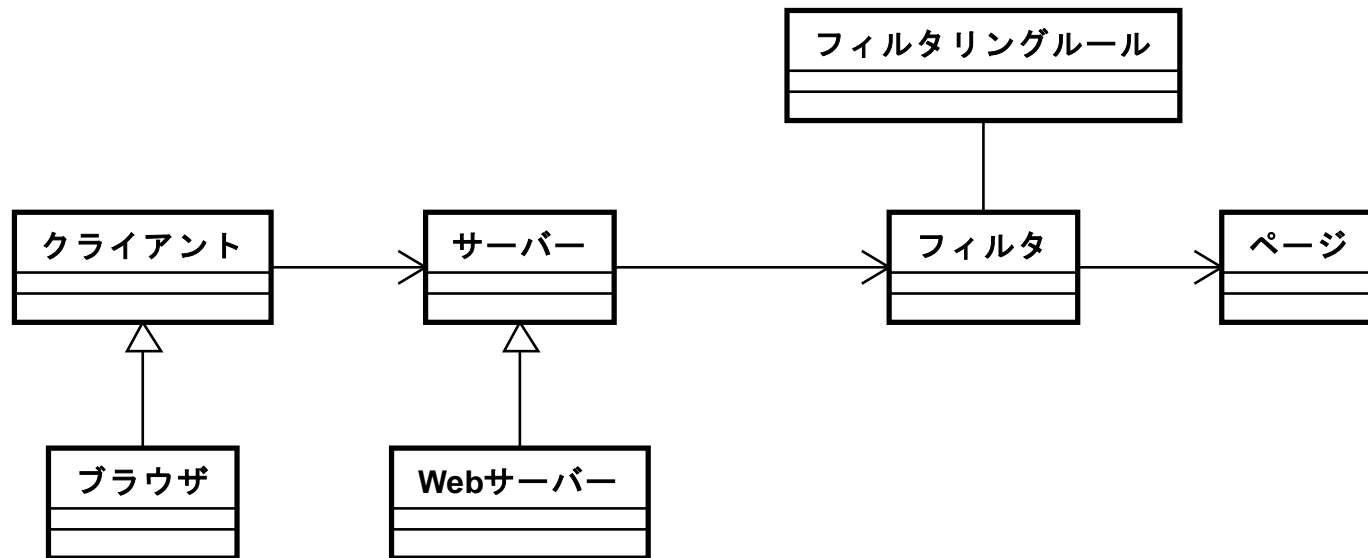 フィルタリングルール
クライアント
サーバー
フィルタ
ページ
ブラウザ
Webサーバー